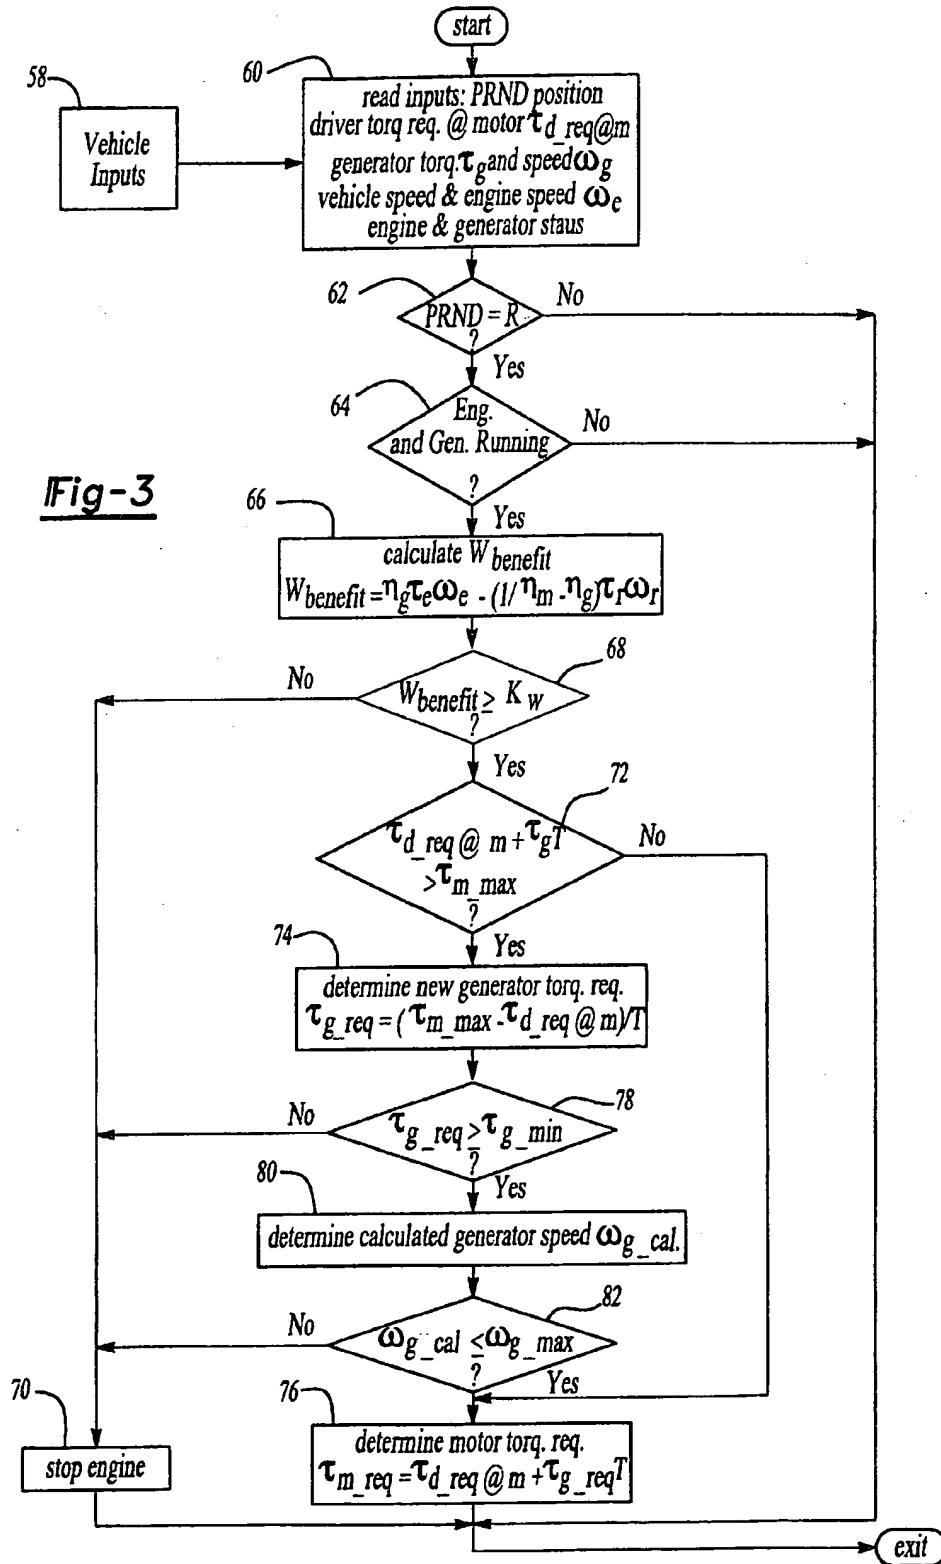 start
58
60
Vehicle
Inputs
read inputs: PRND position
driver torq req. @ motor τd_req@m
generator torq. τg and speed ωg
vehicle speed & engine speed ωe
engine & generator staus
62
PRND = R
?
No
Yes
64
Eng.
and Gen. Running
?
No
Yes
Fig-3
66
calculate Wbenefit
Wbenefit = ηgτeωe - (1/ηm - ηg)τrωr
68
No
Wbenefit ≥ Kw
?
Yes
72
τd_req @ m + τgT
> τm_max
?
No
Yes
74
determine new generator torq. req.
τg_req = (τm_max - τd_req @ m)/T
78
No
τg_req ≥ τg_min
?
Yes
80
determine calculated generator speed ωg_cal.
82
No
ωg_cal ≤ ωg_max
?
Yes
70
stop engine
76
determine motor torq. req.
τm_req = τd_req @ m + τg_reqT
exit